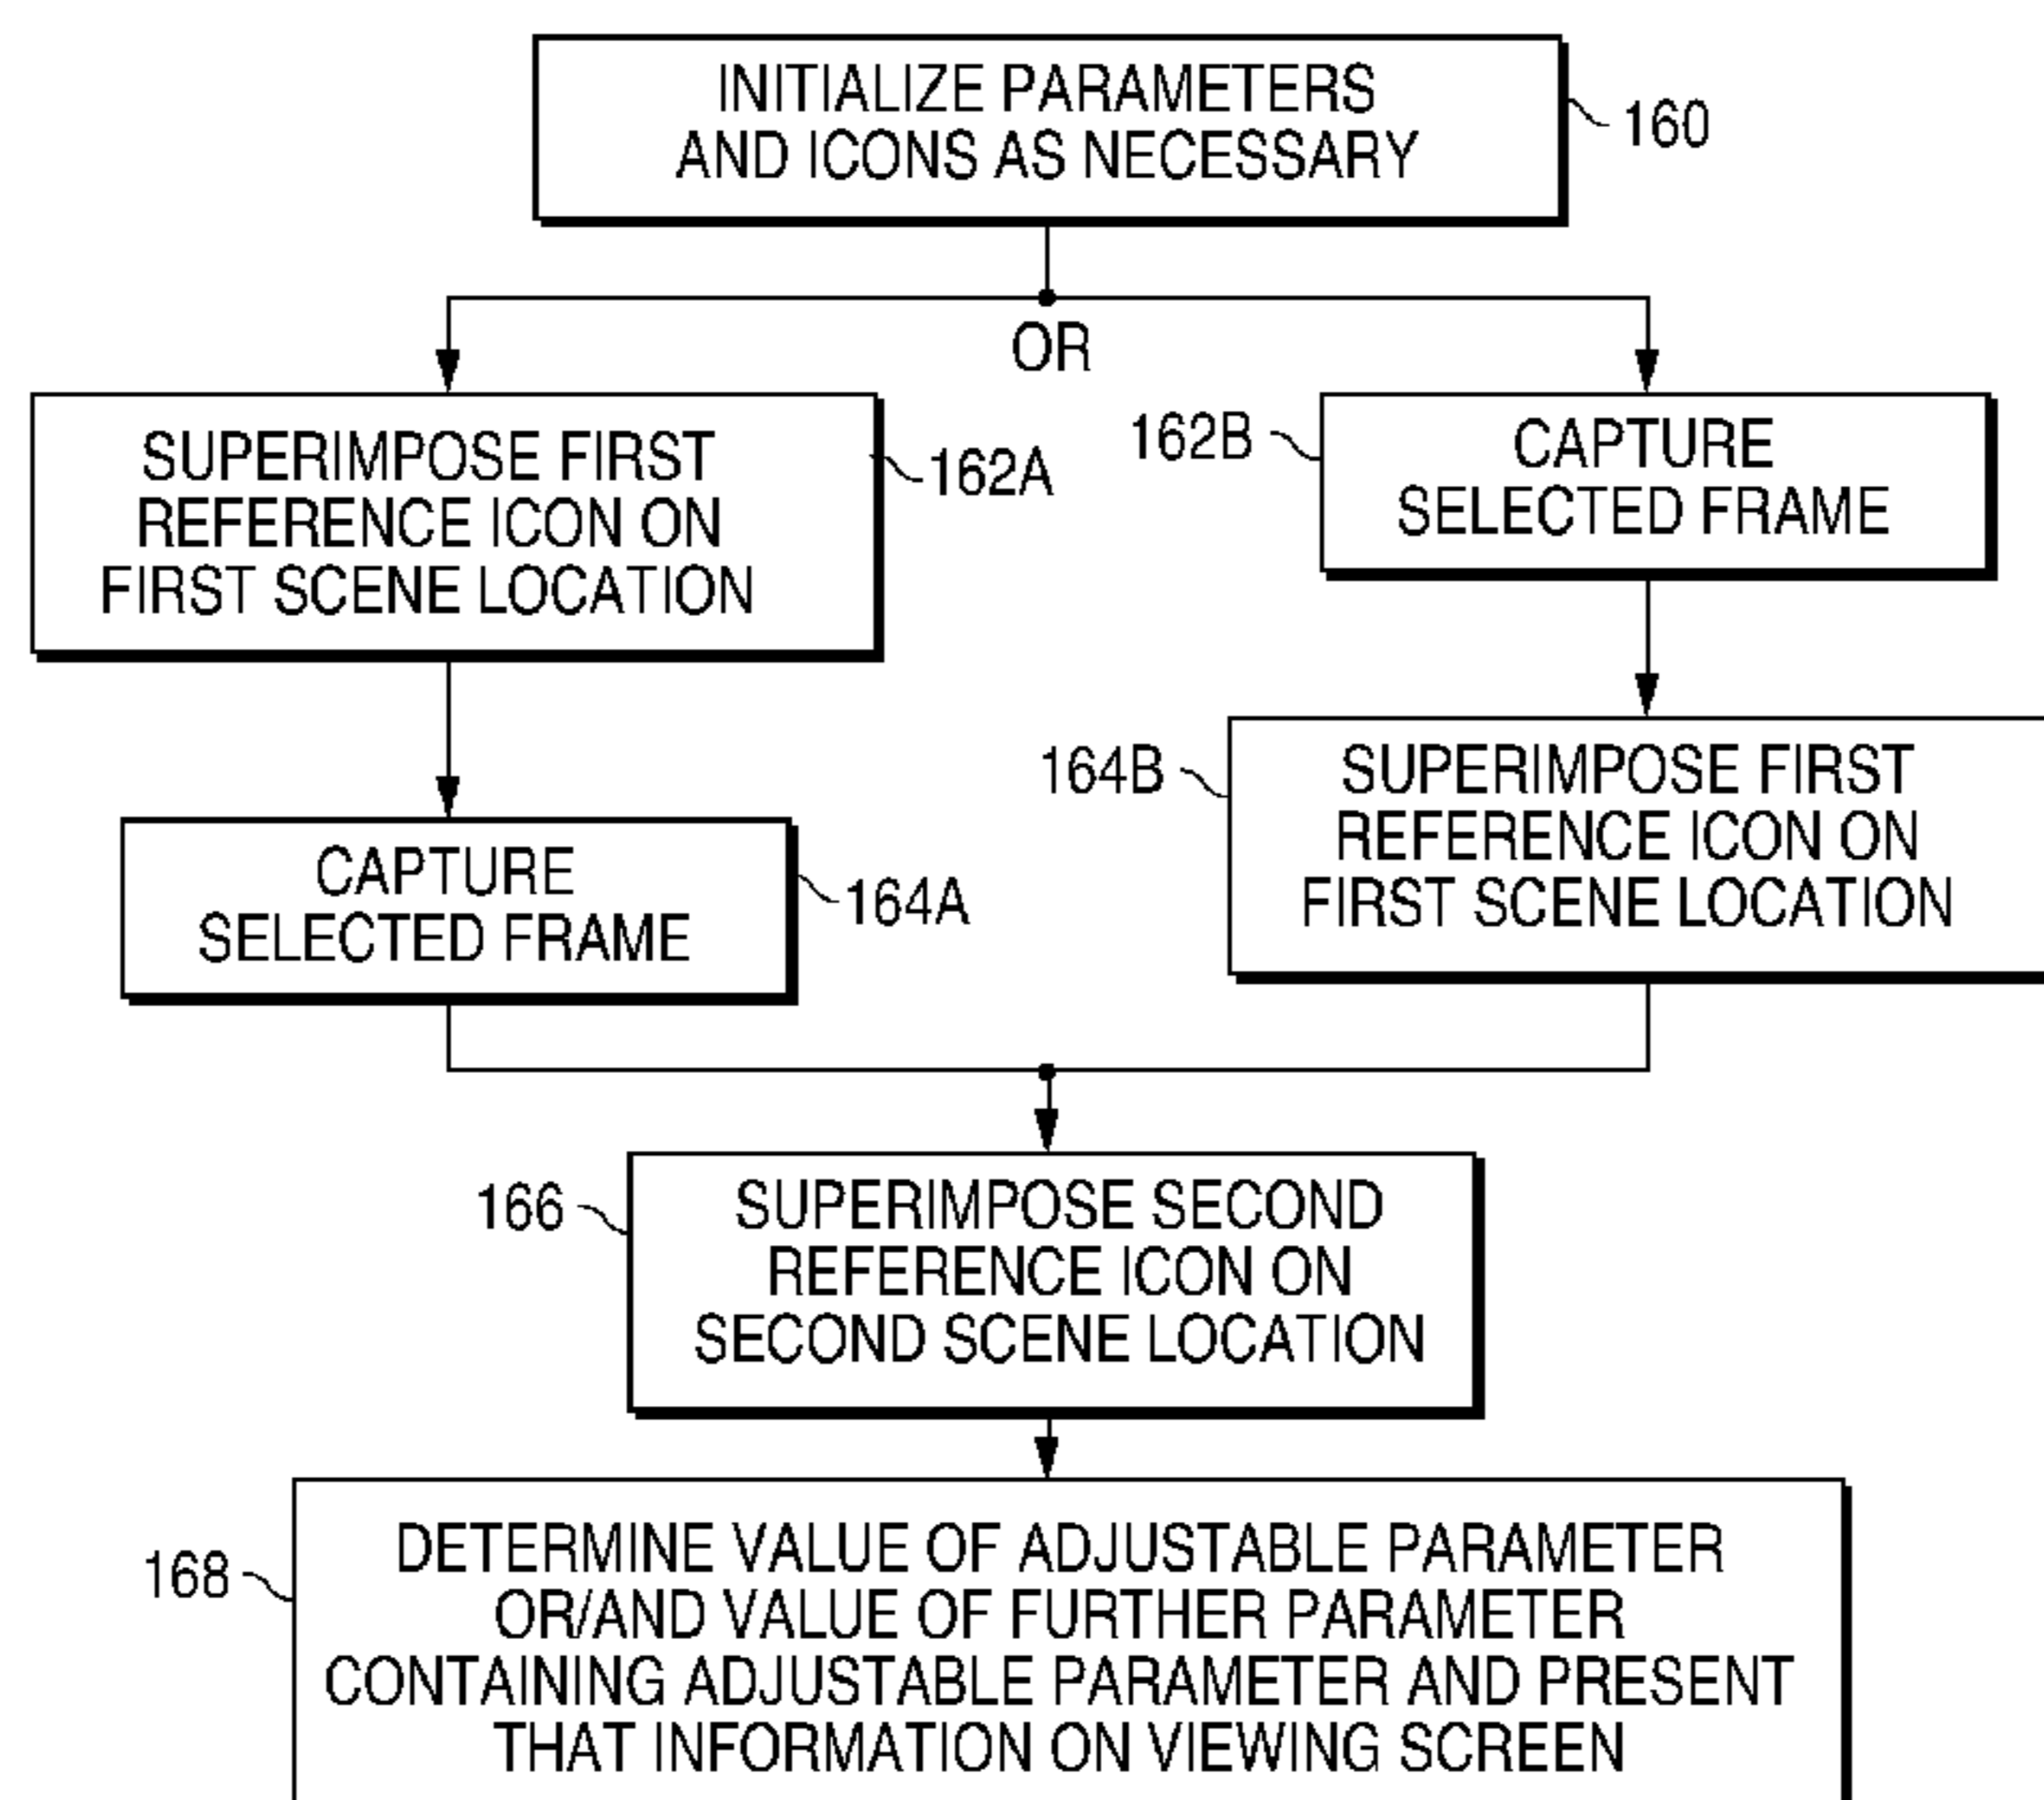 INITIALIZE PARAMETERS
AND ICONS AS NECESSARY
160
OR
SUPERIMPOSE FIRST
REFERENCE ICON ON
FIRST SCENE LOCATION
162A
162B
CAPTURE
SELECTED FRAME
CAPTURE
SELECTED FRAME
164A
164B
SUPERIMPOSE FIRST
REFERENCE ICON ON
FIRST SCENE LOCATION
166
SUPERIMPOSE SECOND
REFERENCE ICON ON
SECOND SCENE LOCATION
168
DETERMINE VALUE OF ADJUSTABLE PARAMETER
OR/AND VALUE OF FURTHER PARAMETER
CONTAINING ADJUSTABLE PARAMETER AND PRESENT
THAT INFORMATION ON VIEWING SCREEN